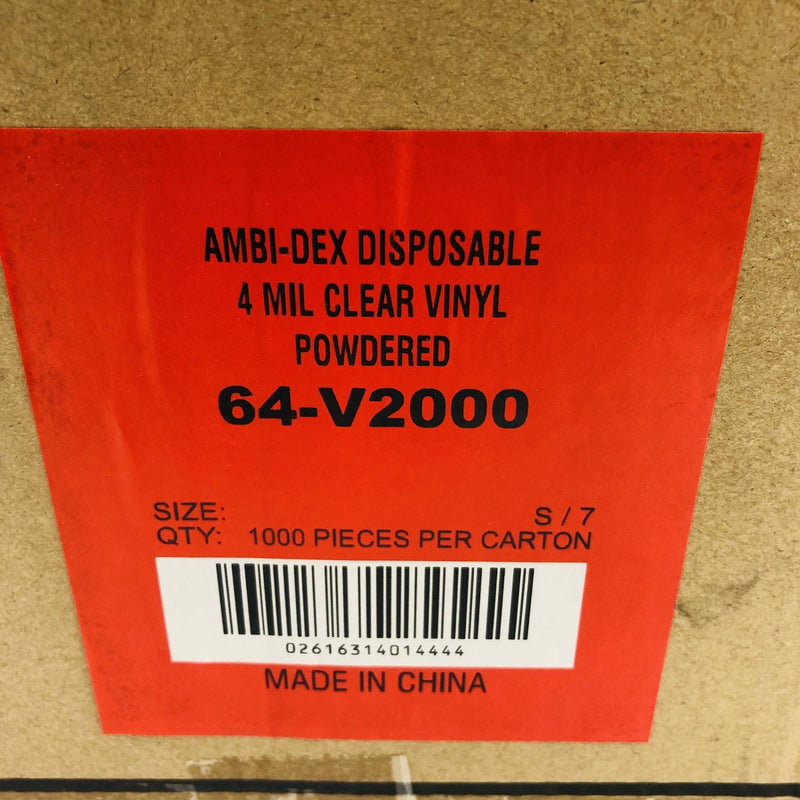 AMBI-DEX DISPOSABLE
4 MIL CLEAR VINYL
POWDERED
64-V2000
SIZE: S / 7
QTY: 1000 PIECES PER CARTON
02616314014444
MADE IN CHINA